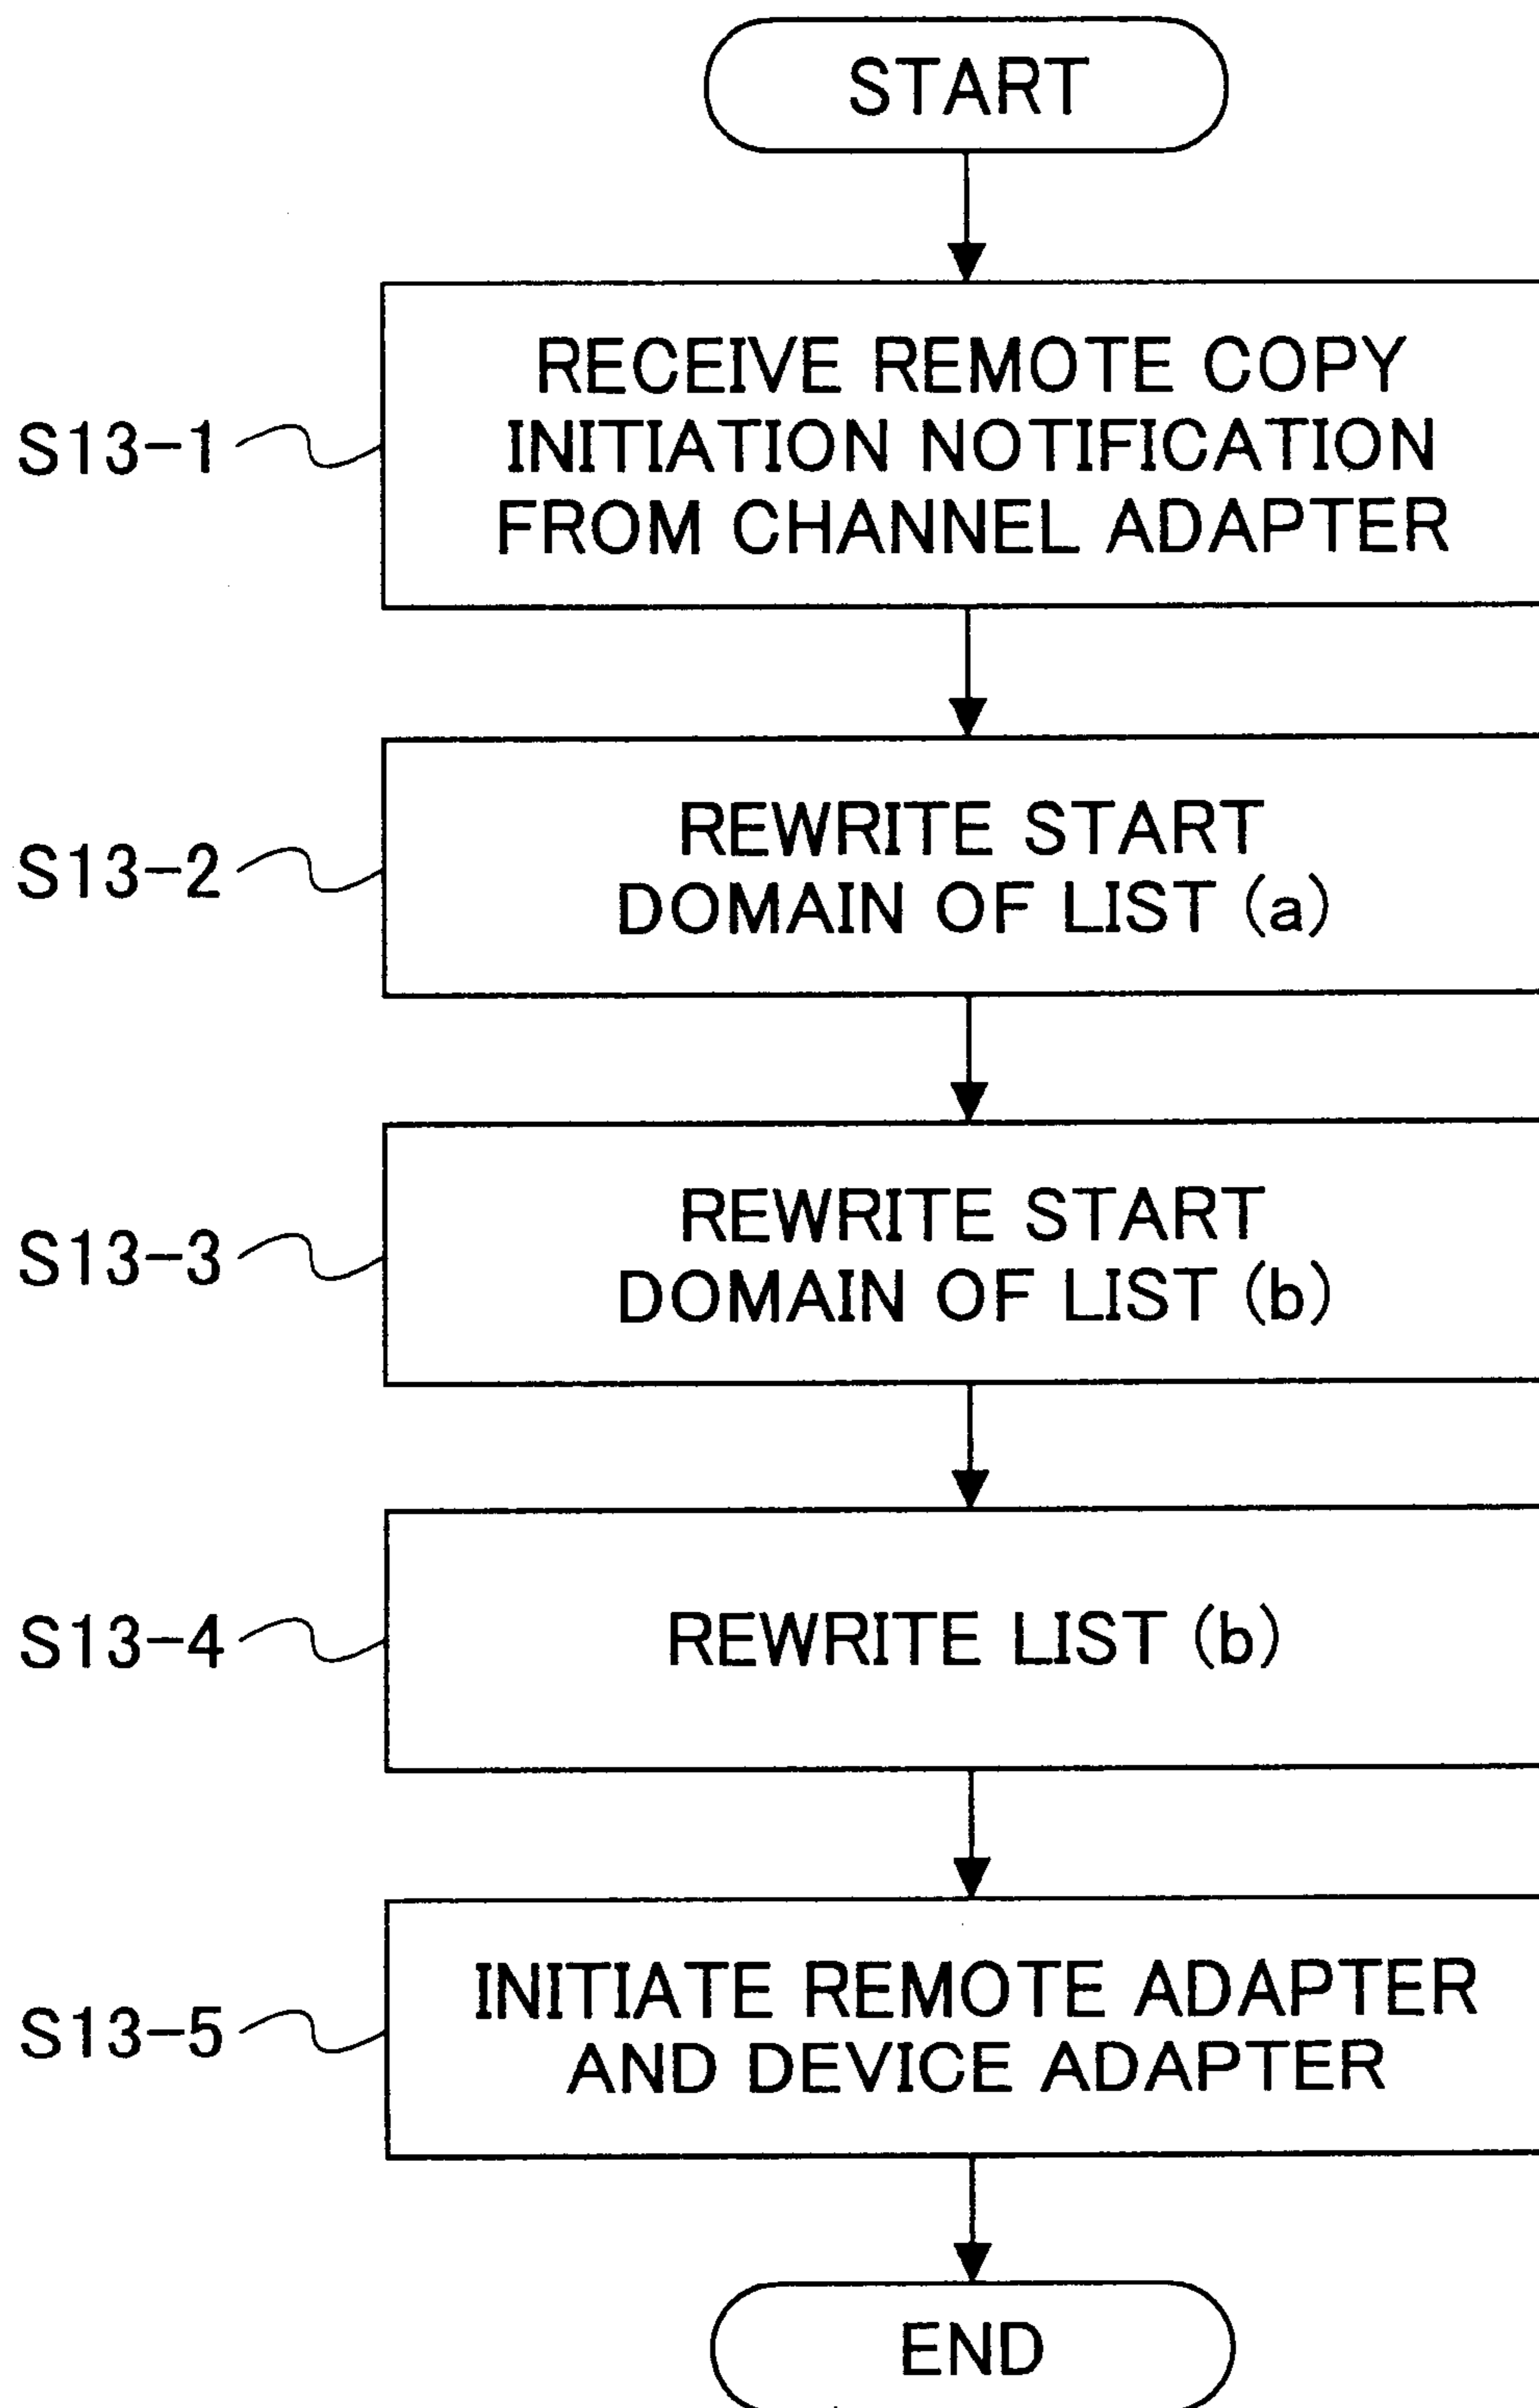 START
RECEIVE REMOTE COPY
S13-1
INITIATION NOTIFICATION
FROM CHANNEL ADAPTER
REWRITE START
S13-2
DOMAIN OF LIST (a)
REWRITE START
S13-3
DOMAIN OF LIST (b)
S13-4
REWRITE LIST (b)
INITIATE REMOTE ADAPTER
S13-5
AND DEVICE ADAPTER
END